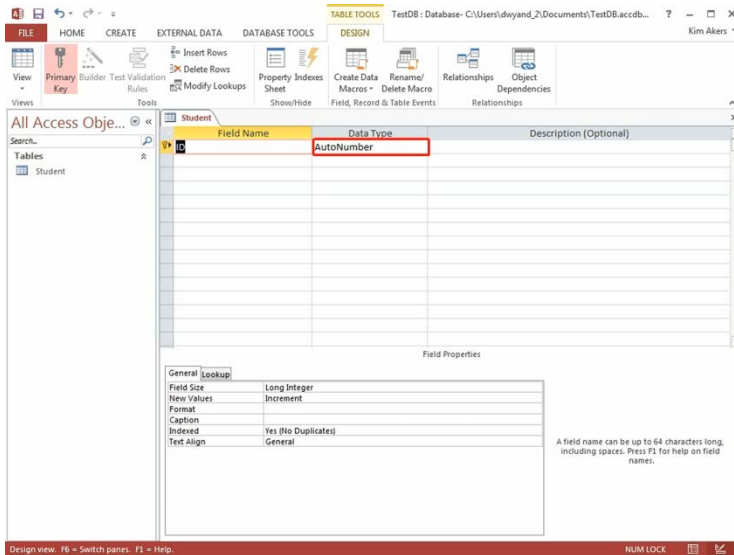 TABLE TOOLS TestDB : Database- C:\Users\dwyand_2\Documents\TestDB.accdb... ?
FILE HOME CREATE EXTERNAL DATA DATABASE TOOLS DESIGN Kim Akers
View
Primary Key
Builder
Test Validation Rules
Insert Rows
Delete Rows
Modify Lookups
Property Sheet
Indexes
Create Data Macros
Rename/ Delete Macro
Relationships
Object Dependencies
Views Tools Show/Hide Field, Record & Table Events Relationships
All Access Obje... «
Search...
Tables
Student
Student
Field Name Data Type Description (Optional)
ID AutoNumber
Field Properties
General Lookup
Field Size Long Integer
New Values Increment
Format
Caption
Indexed Yes (No Duplicates)
Text Align General
A field name can be up to 64 characters long,
including spaces. Press F1 for help on field
names.
Design view. F6 = Switch panes. F1 = Help. NUM LOCK